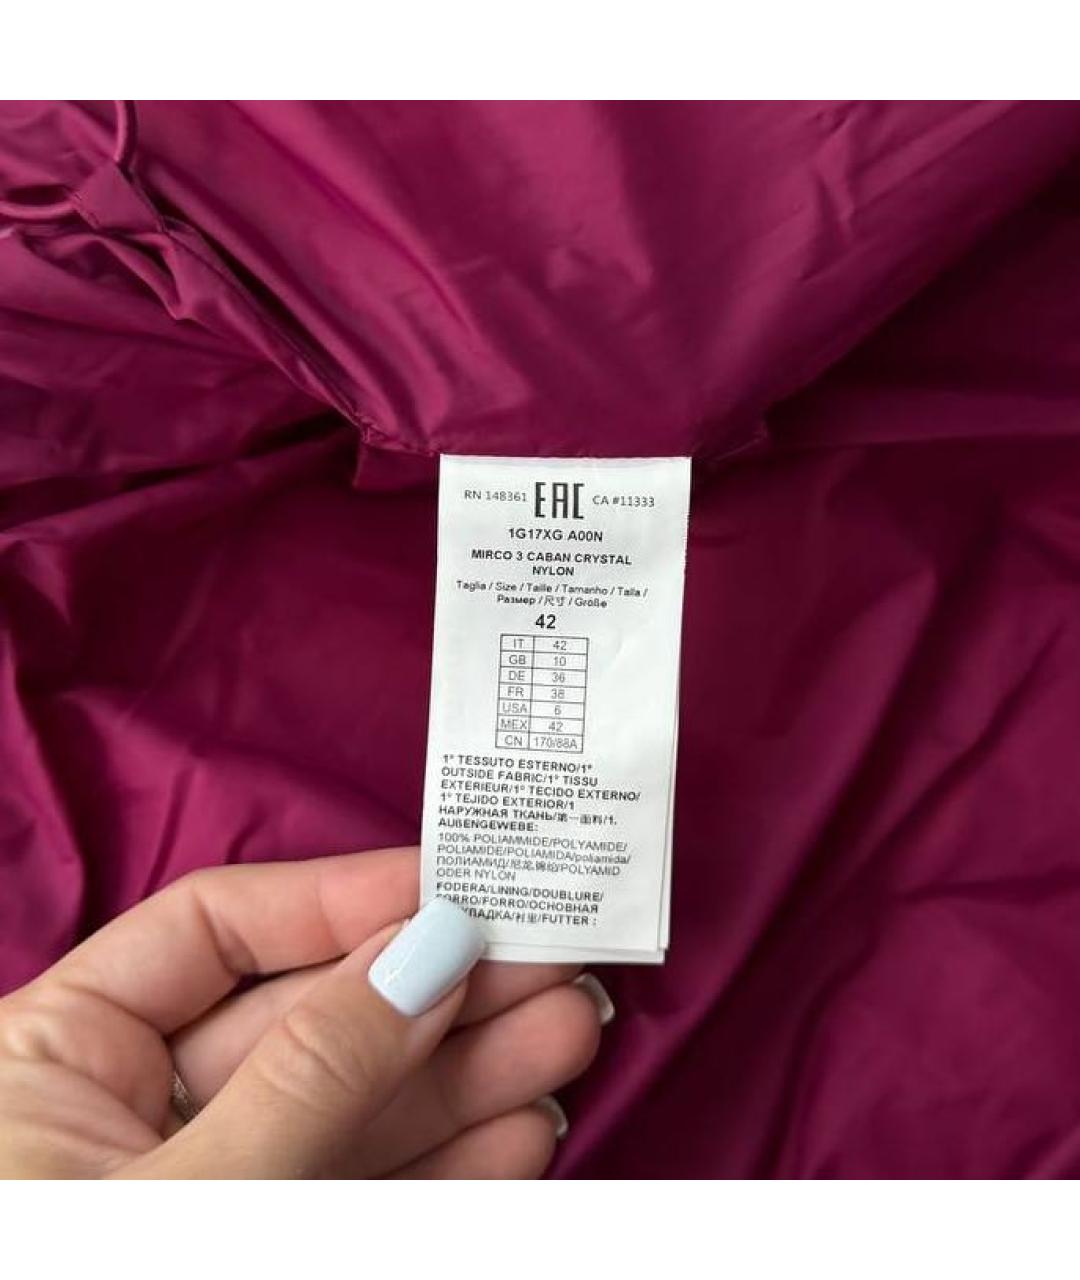 RN 148361 EAC CA #11333
1G17XG A00N
MIRCO 3 CABAN CRYSTAL
NYLON
Taglia / Size / Taille / Tamanho / Talla /
Размер / 尺寸 / Größe
42
IT 42
GB 10
DE 36
FR 38
USA 6
MEX 42
CN 170/88A
1° TESSUTO ESTERNO/1°
OUTSIDE FABRIC/1° TISSU
EXTERIEUR/1° TECIDO EXTERNO/
1° TEJIDO EXTERIOR/1
НАРУЖНАЯ ТКАНЬ/第一面料/1.
AUßENGEWEBE:
100% POLIAMMIDE/POLYAMIDE/
POLIAMIDE/POLIAMIDA/poliamida/
ПОЛИАМИД/尼龙 锦纶/POLYAMID
ODER NYLON
FODERA/LINING/DOUBLURE/
FORRO/FORRO/ОСНОВНАЯ
КЛАДКА/衬里/FUTTER :